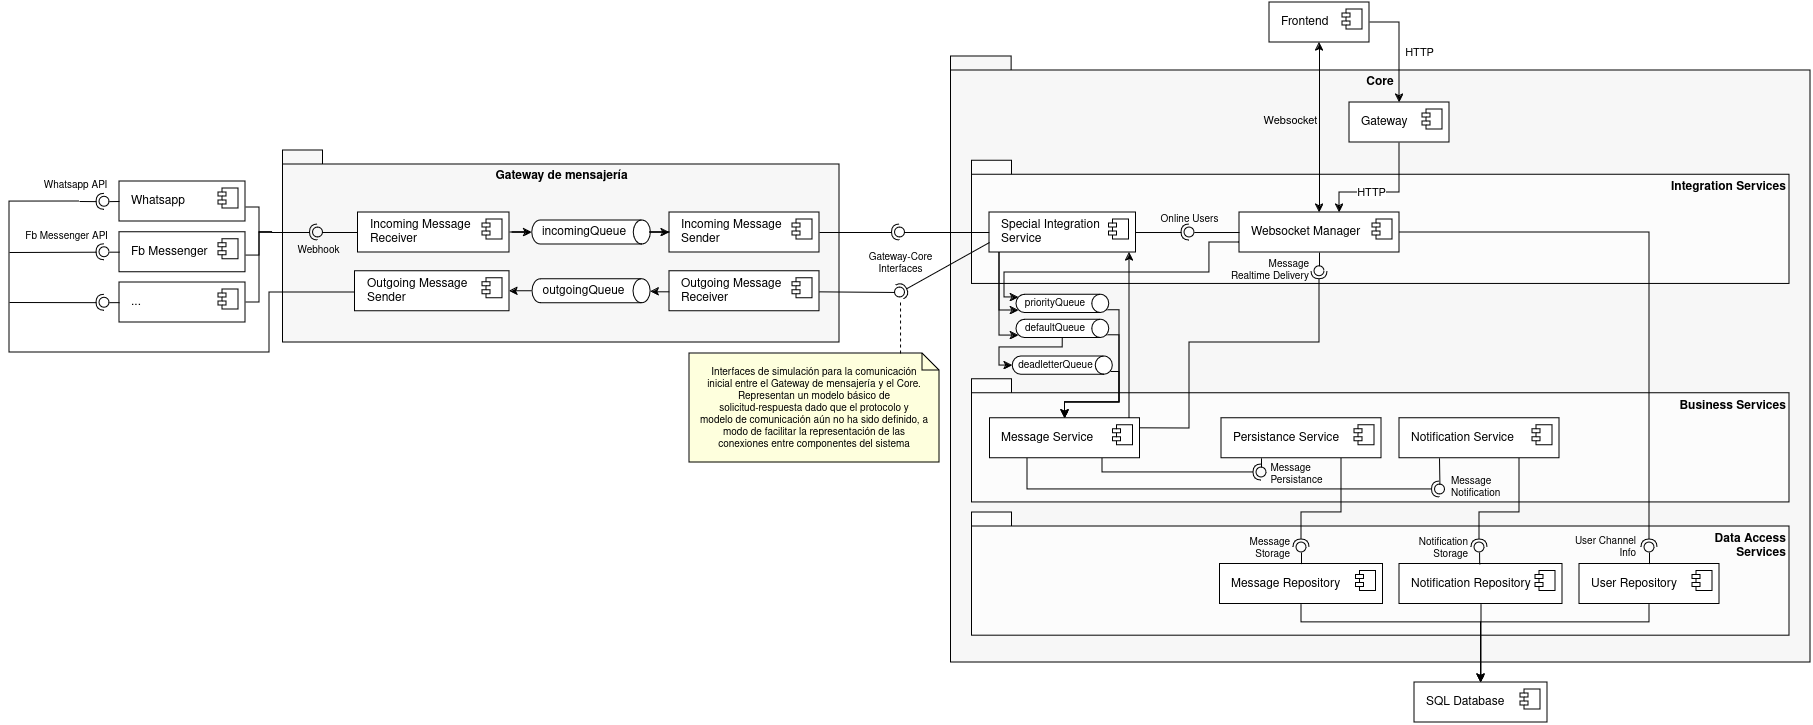 Frontend
HTTP
Core
Websocket
Gateway
Gateway de mensajería
Whatsapp API
Whatsapp
Fb Messenger API
Fb Messenger
...
Webhook
Incoming Message
Receiver
incomingQueue
Incoming Message
Sender
Outgoing Message
Sender
outgoingQueue
Outgoing Message
Receiver
Gateway-Core
Interfaces
Interfaces de simulación para la comunicación
inicial entre el Gateway de mensajería y el Core.
Representan un modelo básico de
solicitud-respuesta dado que el protocolo y
modelo de comunicación aún no ha sido definido, a
modo de facilitar la representación de las
conexiones entre componentes del sistema
Integration Services
HTTP
Special Integration
Service
Online Users
Websocket Manager
Message
Realtime Delivery
priorityQueue
defaultQueue
deadletterQueue
Business Services
Message Service
Persistance Service
Notification Service
Message
Persistance
Message
Notification
Data Access
Services
Message
Storage
Notification
Storage
User Channel
Info
Message Repository
Notification Repository
User Repository
SQL Database